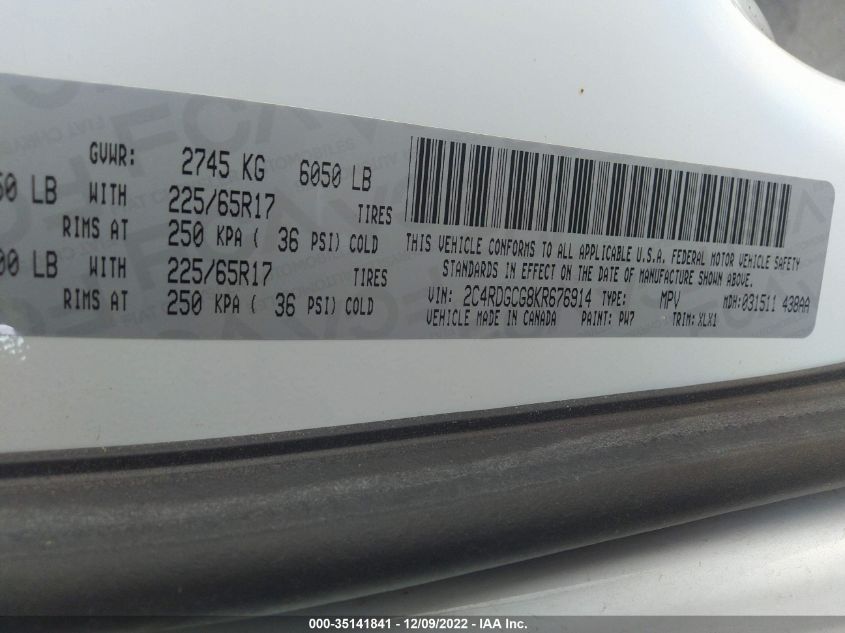 GVWR: 2745 KG 6050 LB
50 LB WITH 225/65R17 TIRES
RIMS AT 250 KPA ( 36 PSI) COLD
00 LB WITH 225/65R17 TIRES
RIMS AT 250 KPA ( 36 PSI) COLD
THIS VEHICLE CONFORMS TO ALL APPLICABLE U.S.A. FEDERAL MOTOR VEHICLE SAFETY
STANDARDS IN EFFECT ON THE DATE OF MANUFACTURE SHOWN ABOVE.
VIN: 2C4RDGCG8KR676914 TYPE: MPV MDH:031511 438AA
VEHICLE MADE IN CANADA PAINT: PW7 TRIM: XLX1
000-35141841 - 12/09/2022 - IAA Inc.